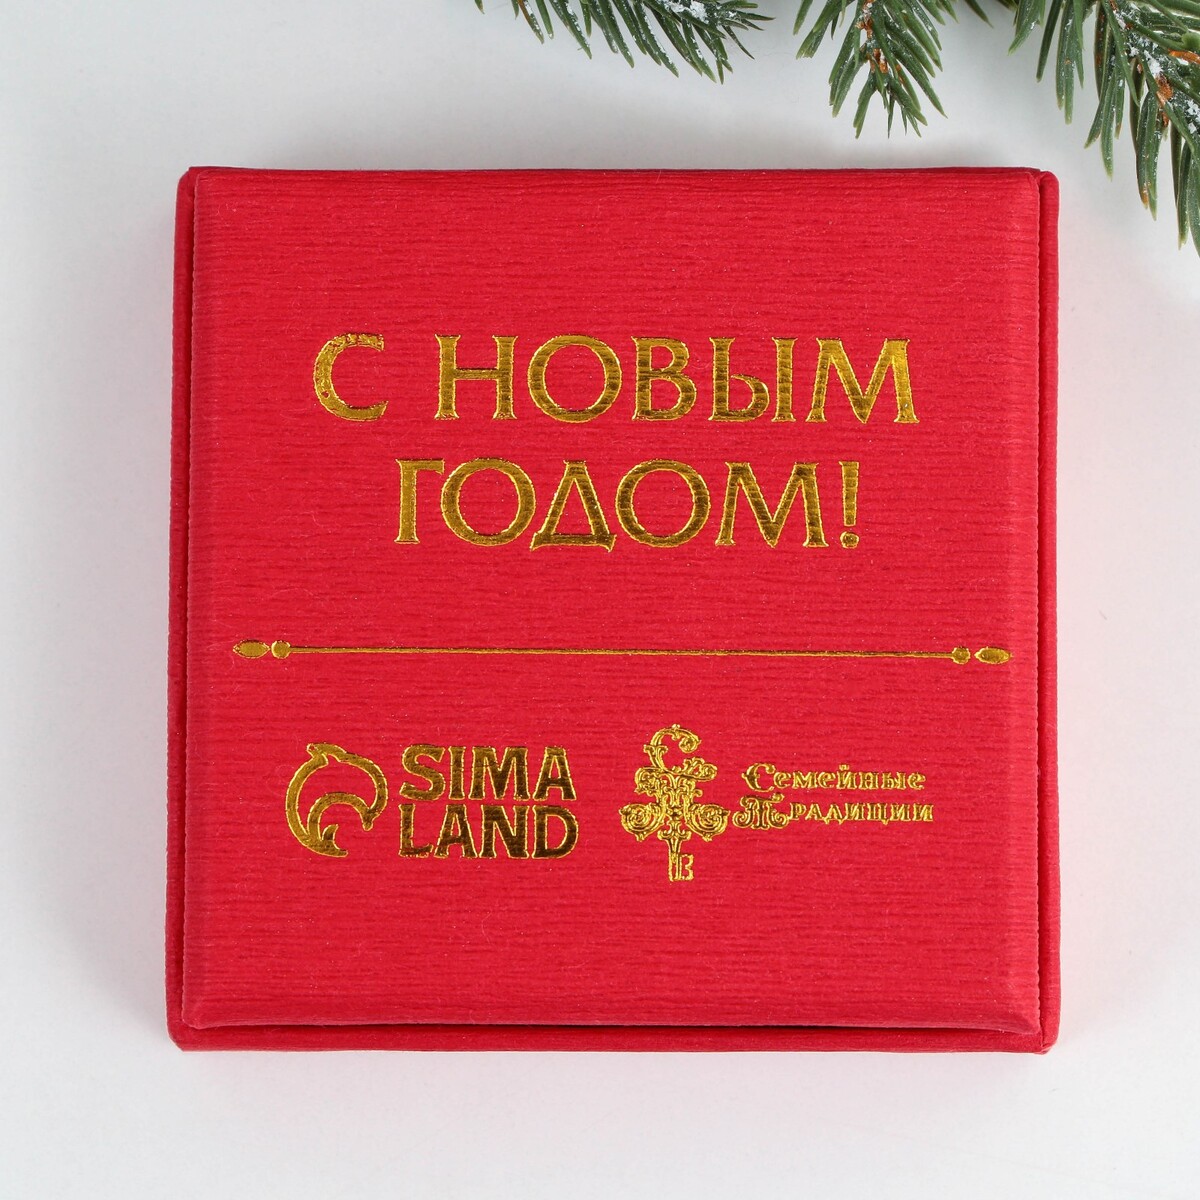 С НОВЫМ
ГОДОМ!
SIMA
LAND
Семейные
Традиции